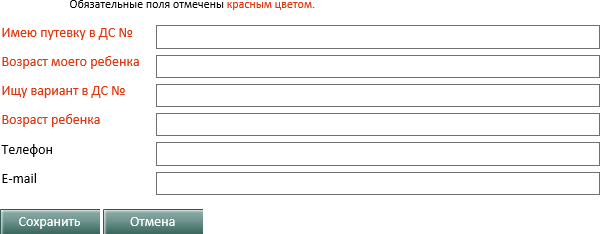 Обязательные поля отмечены красным цветом.
Имею путевку в ДС №
Возраст моего ребенка
Ищу вариант в ДС №
Возраст ребенка
Телефон
E-mail
Сохранить Отмена